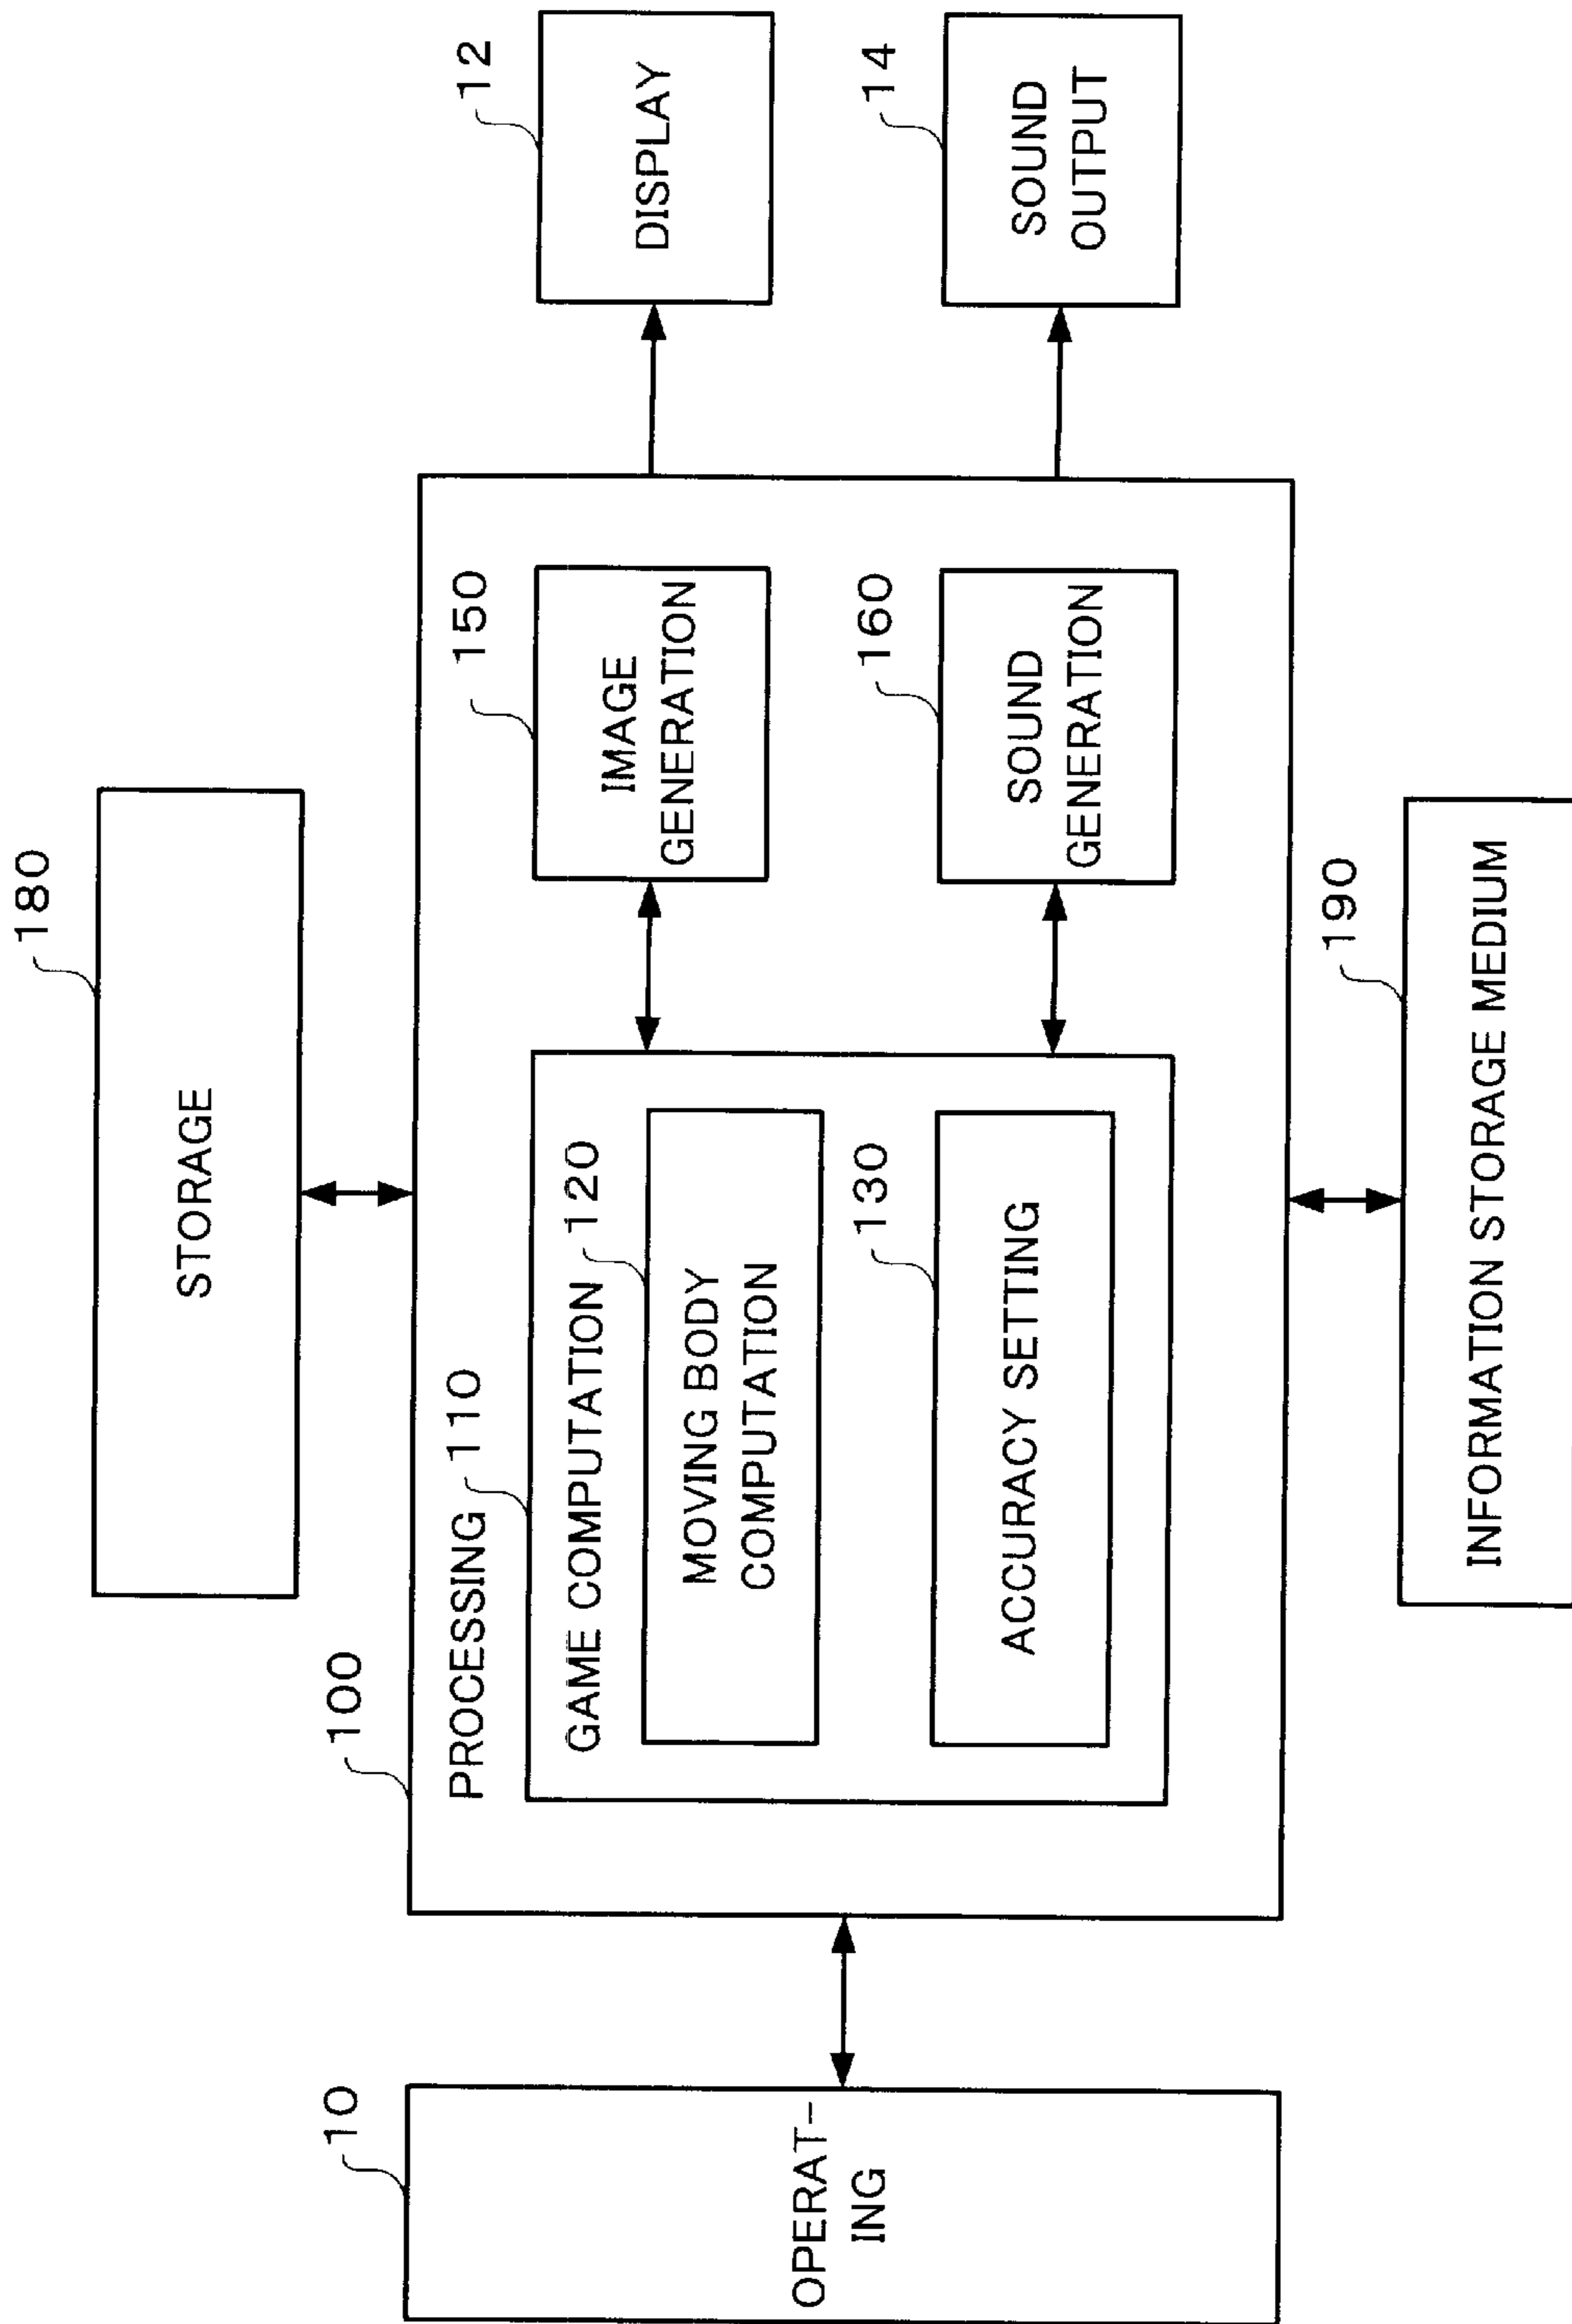 180
STORAGE
100
PROCESSING
110
GAME COMPUTATION
120
MOVING BODY
COMPUTATION
130
ACCURACY SETTING
150
IMAGE
GENERATION
160
SOUND
GENERATION
12
DISPLAY
14
SOUND
OUTPUT
10
OPERAT-
ING
190
INFORMATION STORAGE MEDIUM